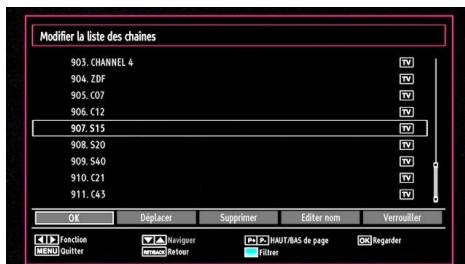 Modifier la liste des chaînes
903. CHANNEL 4 TV
904. ZDF TV
905. C07 TV
906. C12 TV
907. S15 TV
908. S20 TV
909. S40 TV
910. C21 TV
911. C43 TV
OK Déplacer Supprimer Editer nom Verrouiller
Fonction Naviguer P+ P- HAUT/BAS de page OK Regarder
MENU Quitter RET/BACK Retour Filtrer